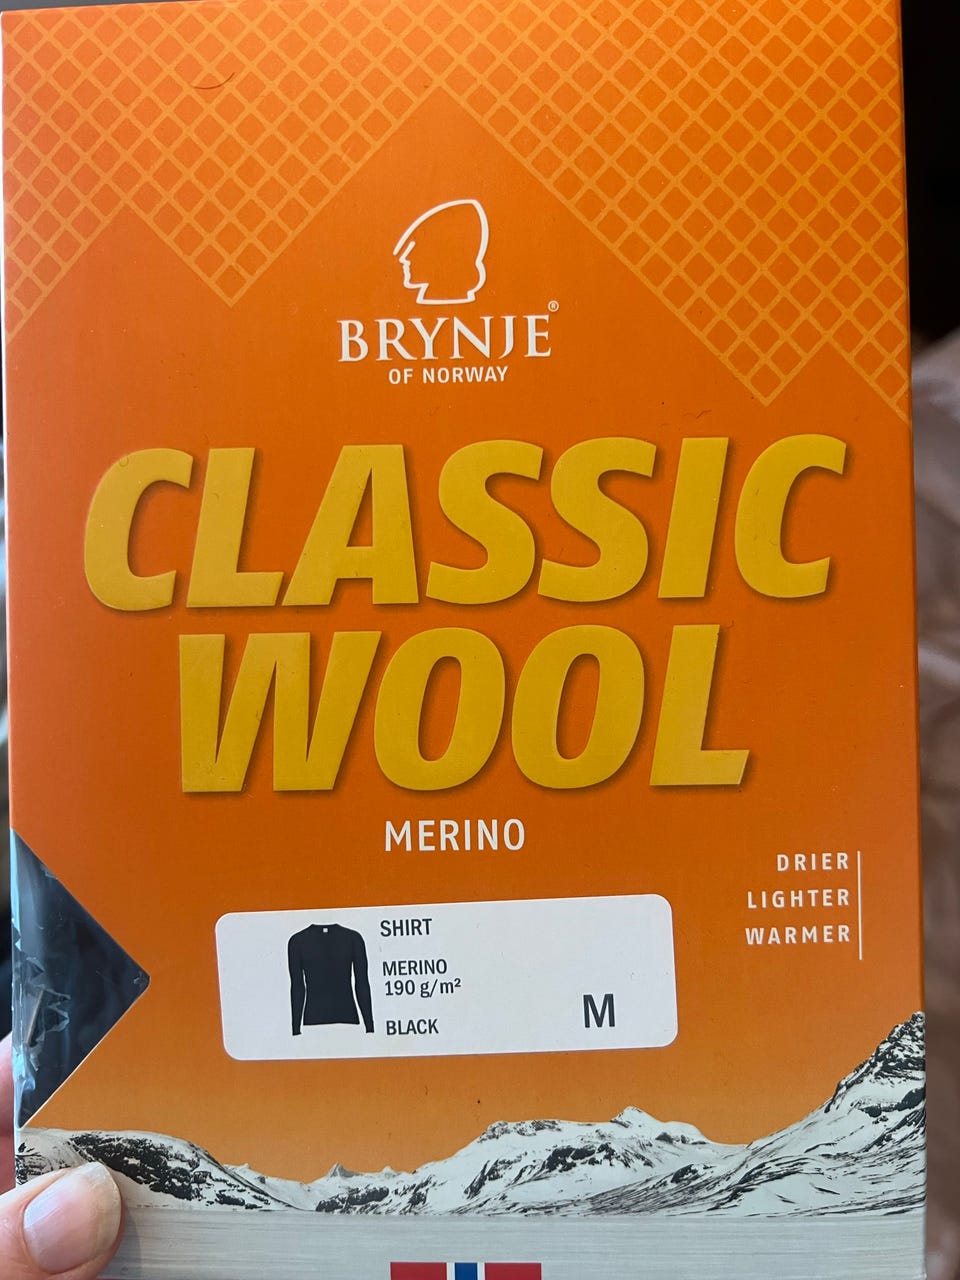 BRYNJE®
OF NORWAY
CLASSIC
WOOL
MERINO
DRIER
LIGHTER
WARMER
SHIRT
MERINO
190 g/m²
BLACK
M